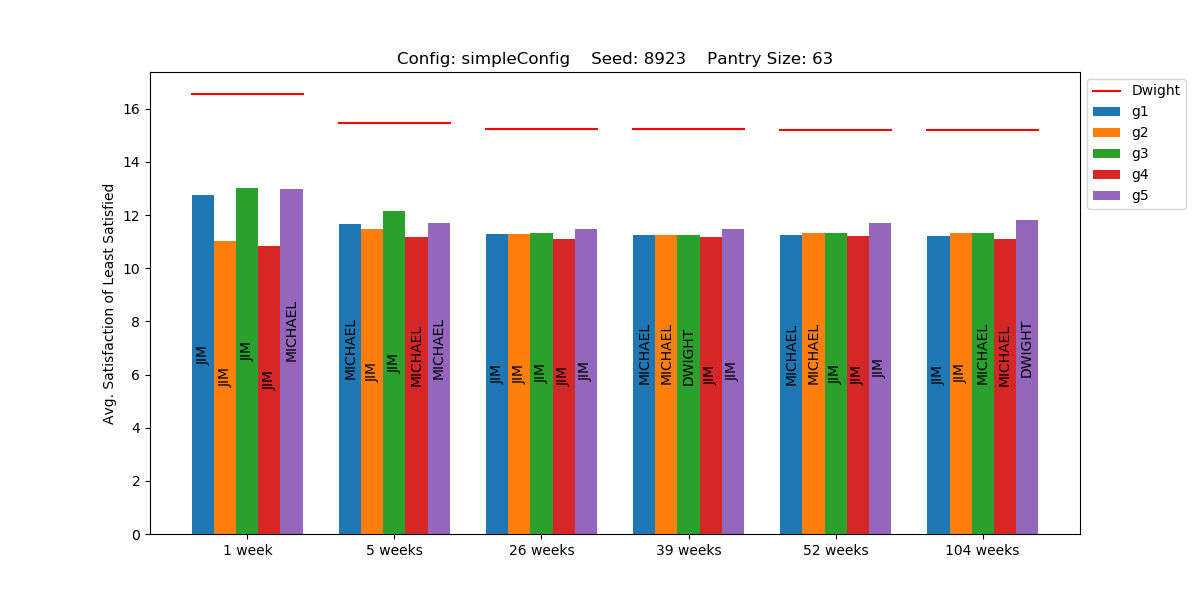 Config: simpleConfig    Seed: 8923    Pantry Size: 63
Avg. Satisfaction of Least Satisfied
16
14
12
10
8
6
4
2
0
JIM
JIM
JIM
JIM
MICHAEL
MICHAEL
JIM
JIM
MICHAEL
MICHAEL
JIM
JIM
JIM
JIM
JIM
MICHAEL
MICHAEL
DWIGHT
JIM
JIM
MICHAEL
MICHAEL
JIM
JIM
JIM
JIM
JIM
MICHAEL
MICHAEL
DWIGHT
1 week
5 weeks
26 weeks
39 weeks
52 weeks
104 weeks
Dwight
g1
g2
g3
g4
g5